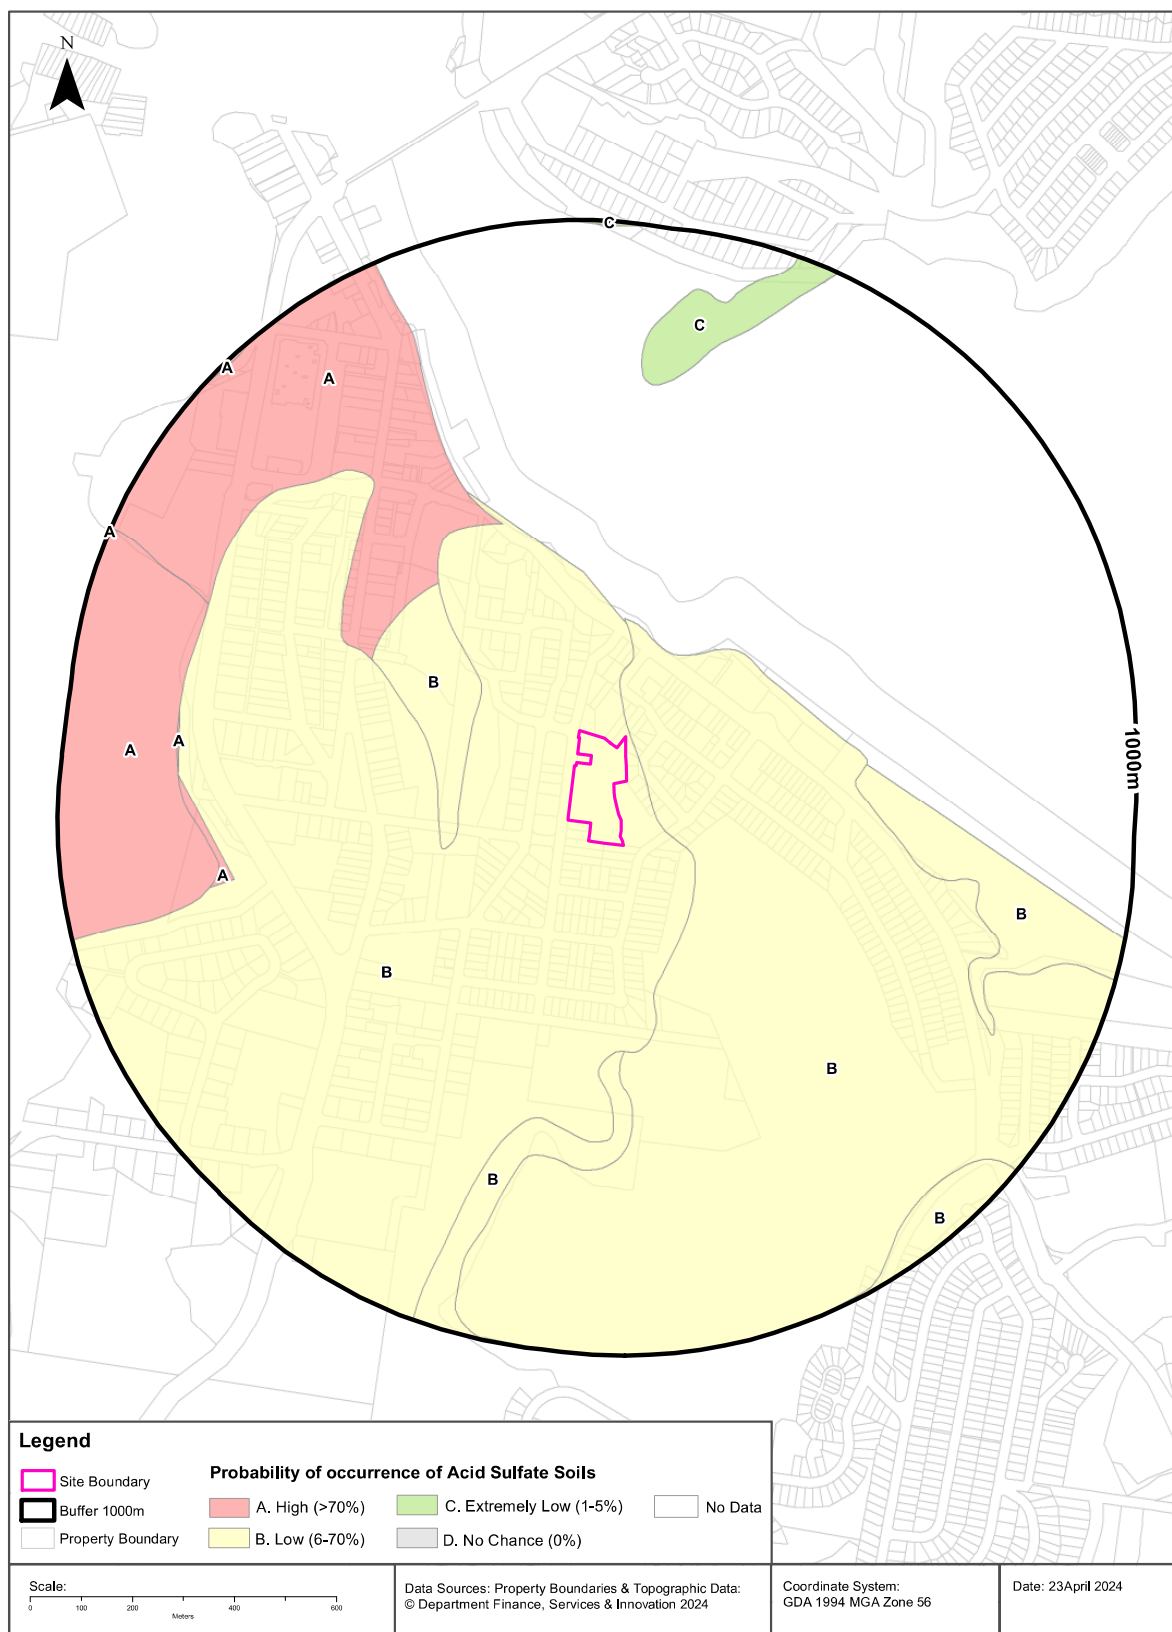 N
C
C
A
A
A
B
A
A
1000m
A
B
B
B
B
B
Legend
Site Boundary
Buffer 1000m
Property Boundary
Probability of occurrence of Acid Sulfate Soils
A. High (>70%)
B. Low (6-70%)
C. Extremely Low (1-5%)
D. No Chance (0%)
No Data
Scale:
0 100 200 400 600
Meters
Data Sources: Property Boundaries & Topographic Data:
© Department Finance, Services & Innovation 2024
Coordinate System:
GDA 1994 MGA Zone 56
Date: 23April 2024